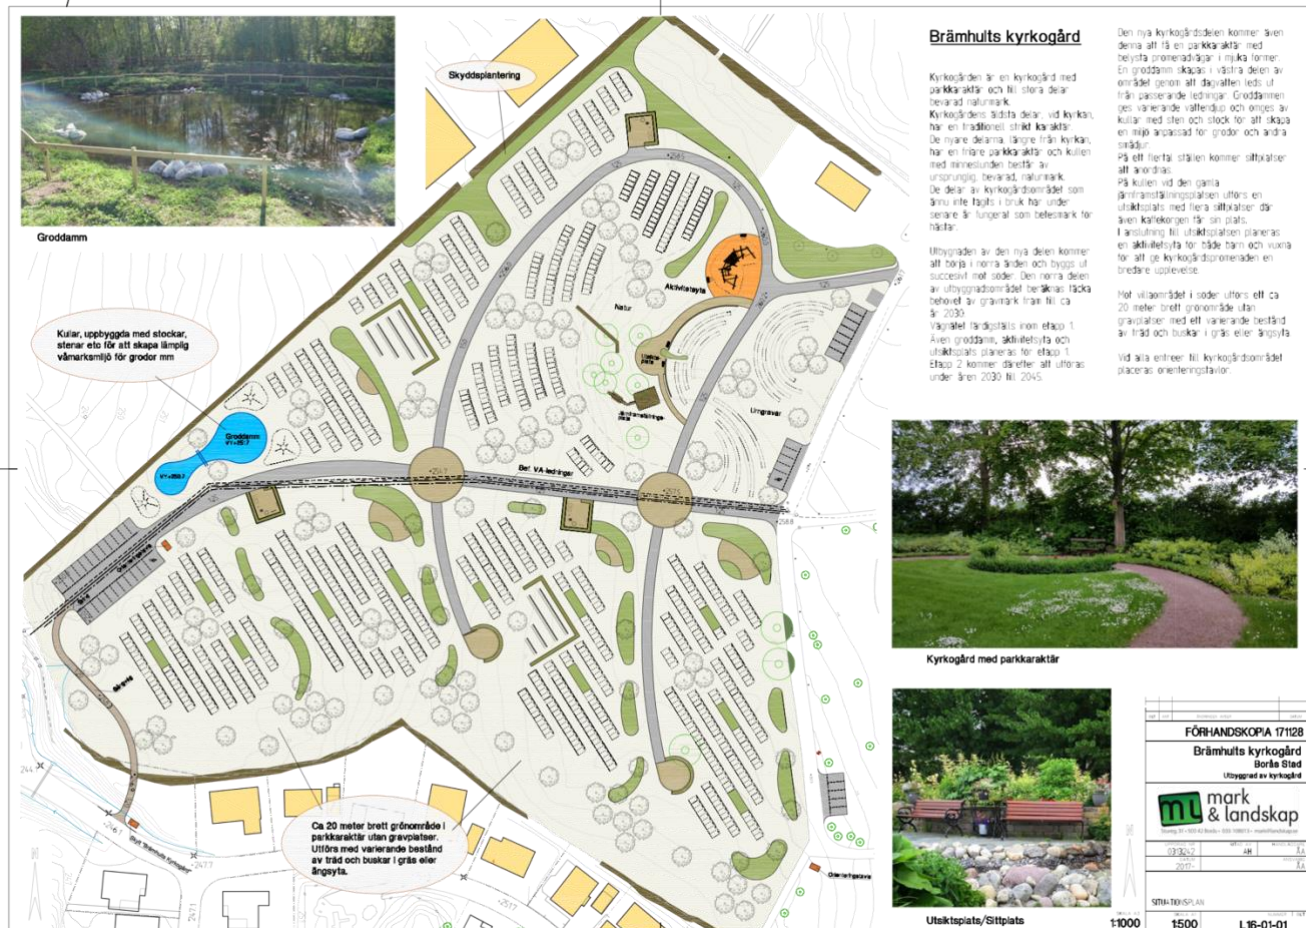 Brämhults kyrkogård
Kyrkogården är en kyrkogård med
parkkaraktär och till stora delar
bevarad naturmark.
Kyrkogårdens äldsta delar, vid kyrkan,
har en traditionell strikt karaktär.
De nyare delarna, längre från kyrkan,
har en friare parkkaraktär och kullen
med minneslunden består av
ursprunglig, bevarad, naturmark.
De delar av kyrkogårdsområdet som
ännu inte tagits i bruk har under
senare år fungerat som betesmark för
hästar.
Utbygnaden av den nya delen kommer
att börja i norra änden och byggs ut
succesivt mot söder. Den norra delen
av utbyggnadsområdet beräknas täcka
behovet av gravmark fram till ca
år 2030.
Vägnätet färdigställs inom etapp 1.
Även groddamm, aktivitetsyta och
utsiktsplats planeras för etapp 1.
Etapp 2 kommer därefter att utföras
under åren 2030 till 2045.
Den nya kyrkogårdsdelen kommer även
denna att få en parkkaraktär med
belysta promenadvägar i mjuka former.
En groddamm skapas i västra delen av
området genom att dagvatten leds ut
från passerande ledningar. Groddammen
ges varierande vattendjup och omges av
kullar med sten och stock för att skapa
en miljö anpassad för grodor och andra
smådjur.
På ett flertal ställen kommer sittplatser
att anordnas.
På kullen vid den gamla
järnframställningsplatsen utförs en
utsiktsplats med flera sittplatser där
även kaffekorgen får sin plats.
I anslutning till utsiktsplatsen planeras
en aktivitetsyta för både barn och vuxna
för att ge kyrkogårdspromenaden en
bredare upplevelse.
Mot villaområdet i söder utförs ett ca
20 meter brett grönområde utan
gravplatser med ett varierande bestånd
av träd och buskar i gräs eller ängsyta.
Vid alla entreer till kyrkogårdsområdet
placeras orienteringstavlor.
Groddamm
Skyddsplantering
Kular, uppbyggda med stockar,
stenar etc för att skapa lämplig
våmarksmiljö för grodor mm
Aktivitetsyta
Natur
Urngravar
Groddamm
Bef. VA-ledningar
Orienteringstavla
Ca 20 meter brett grönområde i
parkkaraktär utan gravplatser.
Utförs med varierande bestånd
av träd och buskar i gräs eller
ängsyta.
Orienteringstavla
Kyrkogård med parkkaraktär
Utsiktsplats/Sittplats
FÖRHANDSKOPIA 171128
Brämhults kyrkogård
Borås Stad
Utbyggnad av kyrkogård
mark
& landskap
AH
2017-
SITUATIONSPLAN
1:1000
1:500
L16-01-01